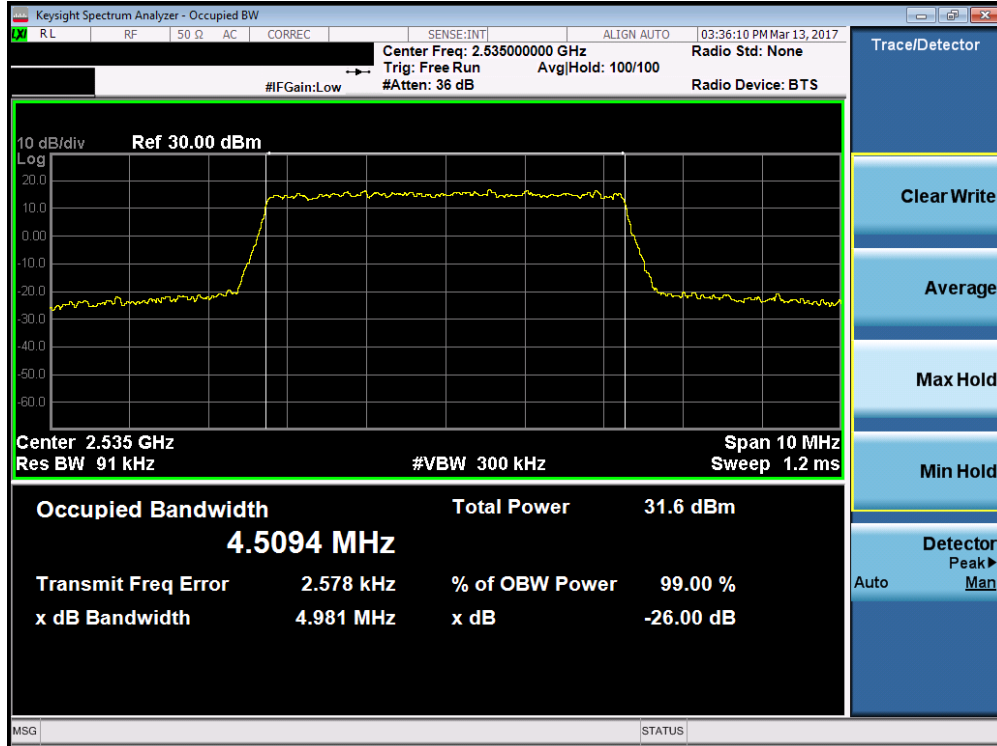 Keysight Spectrum Analyzer - Occupied BW
LXI RL RF 50 Ω AC CORREC SENSE:INT ALIGN AUTO 03:36:10 PM Mar 13, 2017
Center Freq: 2.535000000 GHz Radio Std: None
Trig: Free Run Avg|Hold: 100/100
#IFGain:Low #Atten: 36 dB Radio Device: BTS
10 dB/div Ref 30.00 dBm
Log
20.0
10.0
0.00
-10.0
-20.0
-30.0
-40.0
-50.0
-60.0
Center 2.535 GHz Span 10 MHz
Res BW 91 kHz #VBW 300 kHz Sweep 1.2 ms
Occupied Bandwidth Total Power 31.6 dBm
4.5094 MHz
Transmit Freq Error 2.578 kHz % of OBW Power 99.00 %
x dB Bandwidth 4.981 MHz x dB -26.00 dB
Trace/Detector
Clear Write
Average
Max Hold
Min Hold
Detector
Peak▶
Auto Man
MSG STATUS